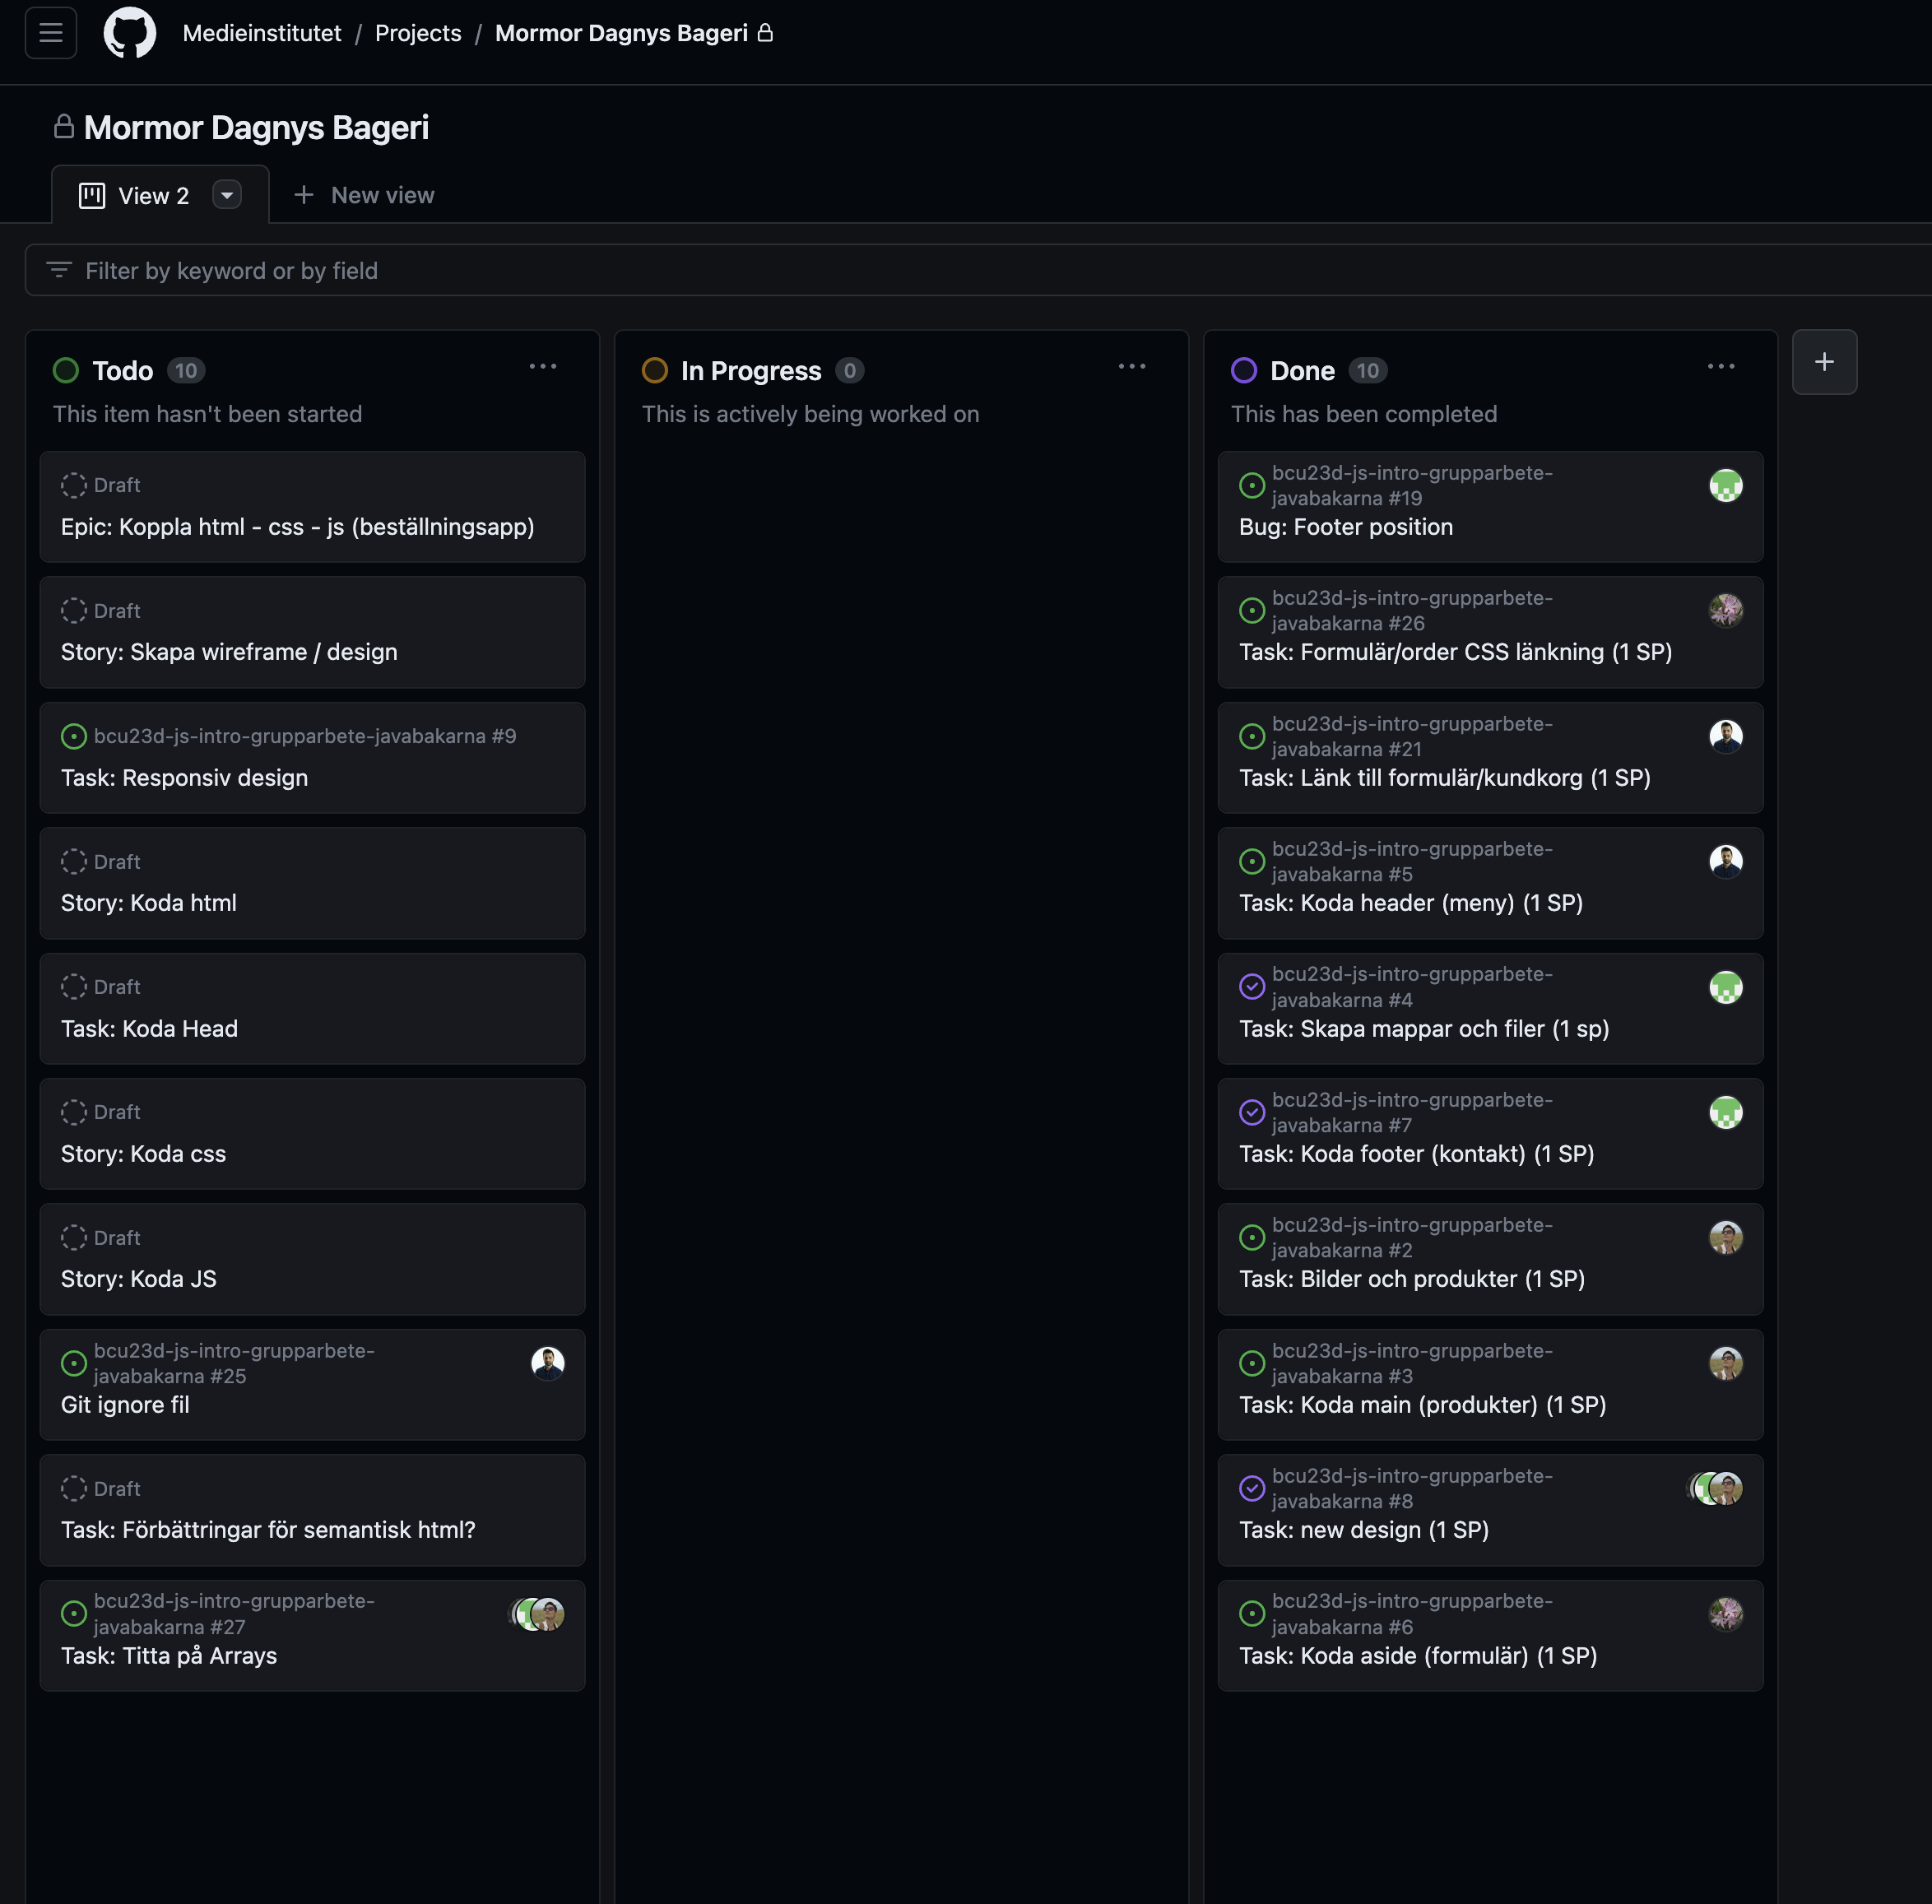 Medieinstitutet / Projects / Mormor Dagnys Bageri
Mormor Dagnys Bageri
View 2
New view
Filter by keyword or by field
Todo 10
This item hasn't been started
Draft
Epic: Koppla html - css - js (beställningsapp)
Draft
Story: Skapa wireframe / design
bcu23d-js-intro-grupparbete-javabakarna #9
Task: Responsiv design
Draft
Story: Koda html
Draft
Task: Koda Head
Draft
Story: Koda css
Draft
Story: Koda JS
bcu23d-js-intro-grupparbete-
javabakarna #25
Git ignore fil
Draft
Task: Förbättringar för semantisk html?
bcu23d-js-intro-grupparbete-
javabakarna #27
Task: Titta på Arrays
In Progress 0
This is actively being worked on
Done 10
This has been completed
bcu23d-js-intro-grupparbete-
javabakarna #19
Bug: Footer position
bcu23d-js-intro-grupparbete-
javabakarna #26
Task: Formulär/order CSS länkning (1 SP)
bcu23d-js-intro-grupparbete-
javabakarna #21
Task: Länk till formulär/kundkorg (1 SP)
bcu23d-js-intro-grupparbete-
javabakarna #5
Task: Koda header (meny) (1 SP)
bcu23d-js-intro-grupparbete-
javabakarna #4
Task: Skapa mappar och filer (1 sp)
bcu23d-js-intro-grupparbete-
javabakarna #7
Task: Koda footer (kontakt) (1 SP)
bcu23d-js-intro-grupparbete-
javabakarna #2
Task: Bilder och produkter (1 SP)
bcu23d-js-intro-grupparbete-
javabakarna #3
Task: Koda main (produkter) (1 SP)
bcu23d-js-intro-grupparbete-
javabakarna #8
Task: new design (1 SP)
bcu23d-js-intro-grupparbete-
javabakarna #6
Task: Koda aside (formulär) (1 SP)